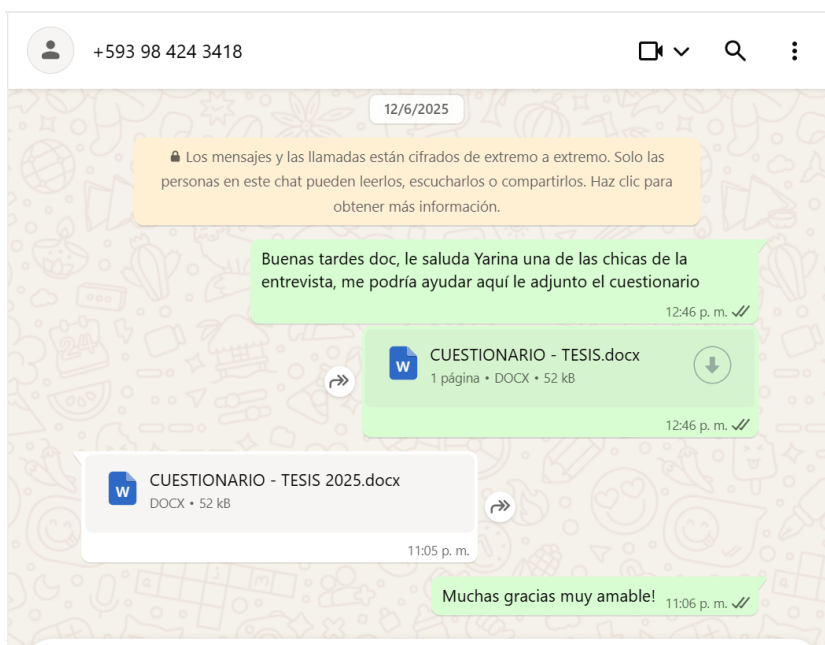 +593 98 424 3418
12/6/2025
Los mensajes y las llamadas están cifrados de extremo a extremo. Solo las
personas en este chat pueden leerlos, escucharlos o compartirlos. Haz clic para
obtener más información.
Buenas tardes doc, le saluda Yarina una de las chicas de la
entrevista, me podría ayudar aquí le adjunto el cuestionario
12:46 p. m.
W
CUESTIONARIO - TESIS.docx
1 página • DOCX • 52 kB
12:46 p. m.
W
CUESTIONARIO - TESIS 2025.docx
DOCX • 52 kB
11:05 p. m.
Muchas gracias muy amable!
11:06 p. m.